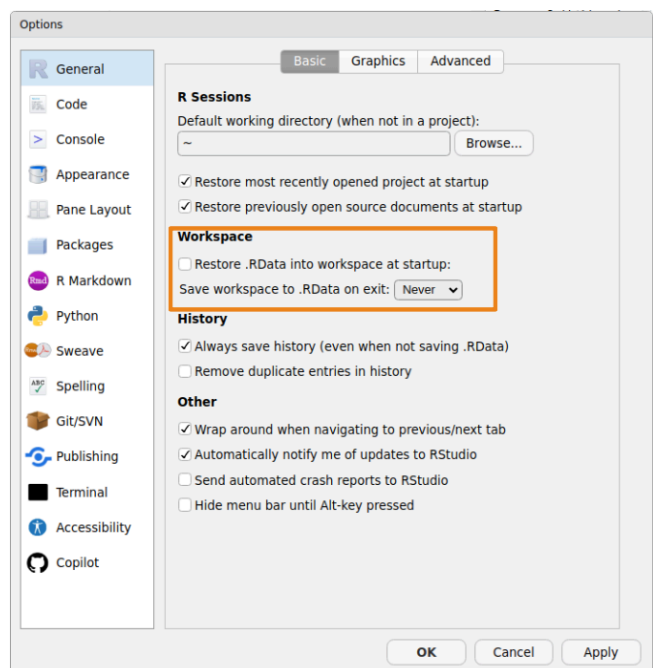 Options
General
Code
Console
Appearance
Pane Layout
Packages
R Markdown
Python
Sweave
Spelling
Git/SVN
Publishing
Terminal
Accessibility
Copilot
Basic Graphics Advanced
R Sessions
Default working directory (when not in a project):
~ Browse...
Restore most recently opened project at startup
Restore previously open source documents at startup
Workspace
Restore .RData into workspace at startup:
Save workspace to .RData on exit: Never
History
Always save history (even when not saving .RData)
Remove duplicate entries in history
Other
Wrap around when navigating to previous/next tab
Automatically notify me of updates to RStudio
Send automated crash reports to RStudio
Hide menu bar until Alt-key pressed
OK Cancel Apply